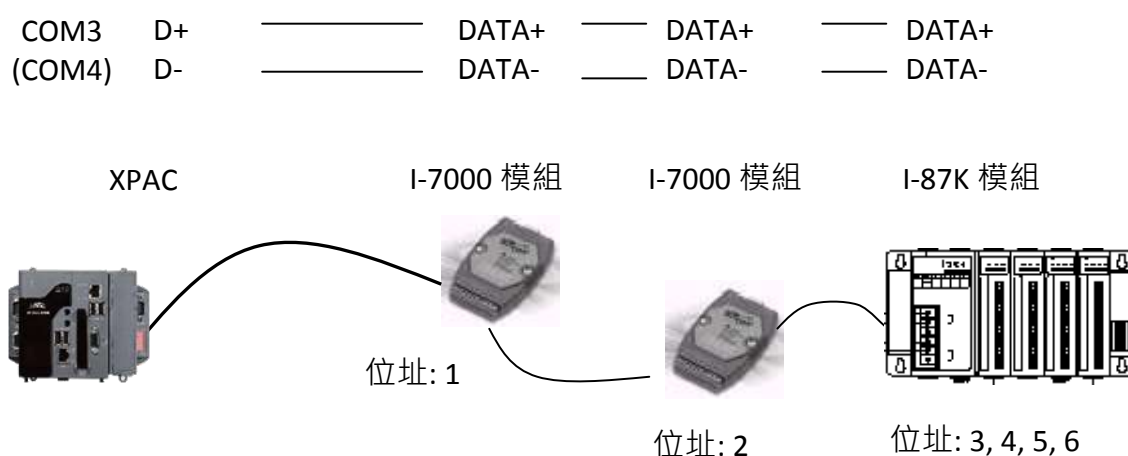 COM3 D+ DATA+ DATA+ DATA+
(COM4) D- DATA- DATA- DATA-
XPAC I-7000 模組 I-7000 模組 I-87K 模組
位址: 1
位址: 2 位址: 3, 4, 5, 6